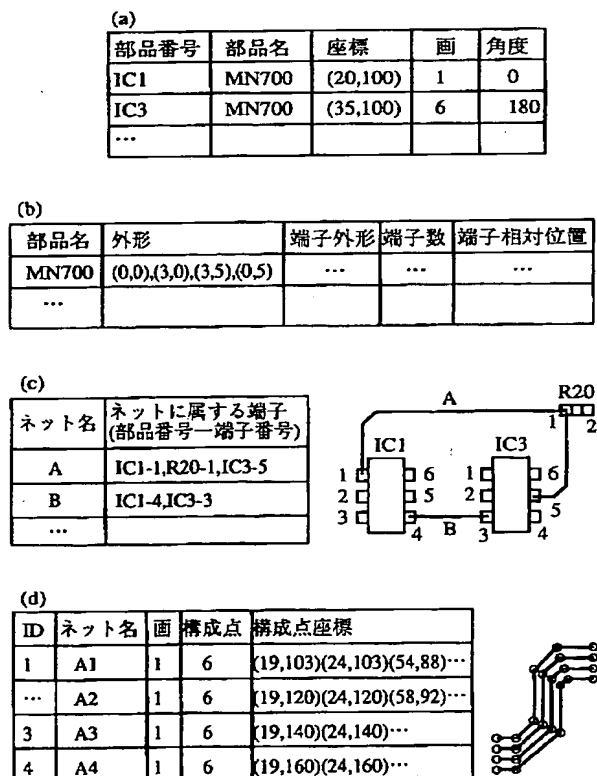 (a)
部品番号 部品名 座標 画 角度
IC1 MN700 (20,100) 1 0
IC3 MN700 (35,100) 6 180
…
(b)
部品名 外形 端子外形 端子数 端子相対位置
MN700 (0,0),(3,0),(3,5),(0,5) … … …
…
(c)
ネット名 ネットに属する端子
(部品番号ー端子番号)
A IC1-1,R20-1,IC3-5
B IC1-4,IC3-3
…
A R20
1 2
IC1 IC3
1 6 1 6
2 5 2 5
3 4 3 4
B
(d)
ID ネット名 画 構成点 構成点座標
1 A1 1 6 (19,103)(24,103)(54,88)…
… A2 1 6 (19,120)(24,120)(58,92)…
3 A3 1 6 (19,140)(24,140)…
4 A4 1 6 (19,160)(24,160)…